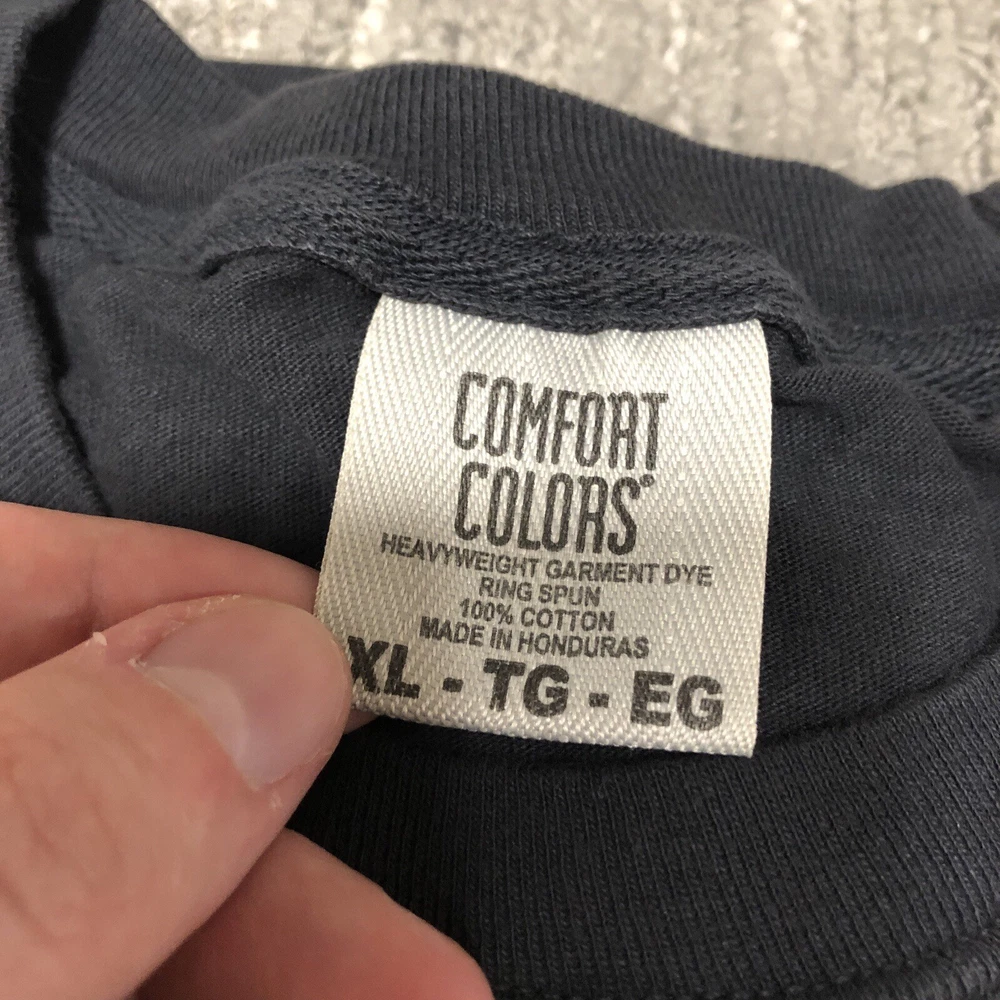 COMFORT
COLORS®
HEAVYWEIGHT GARMENT DYE
RING SPUN
100% COTTON
MADE IN HONDURAS
XL - TG - EG